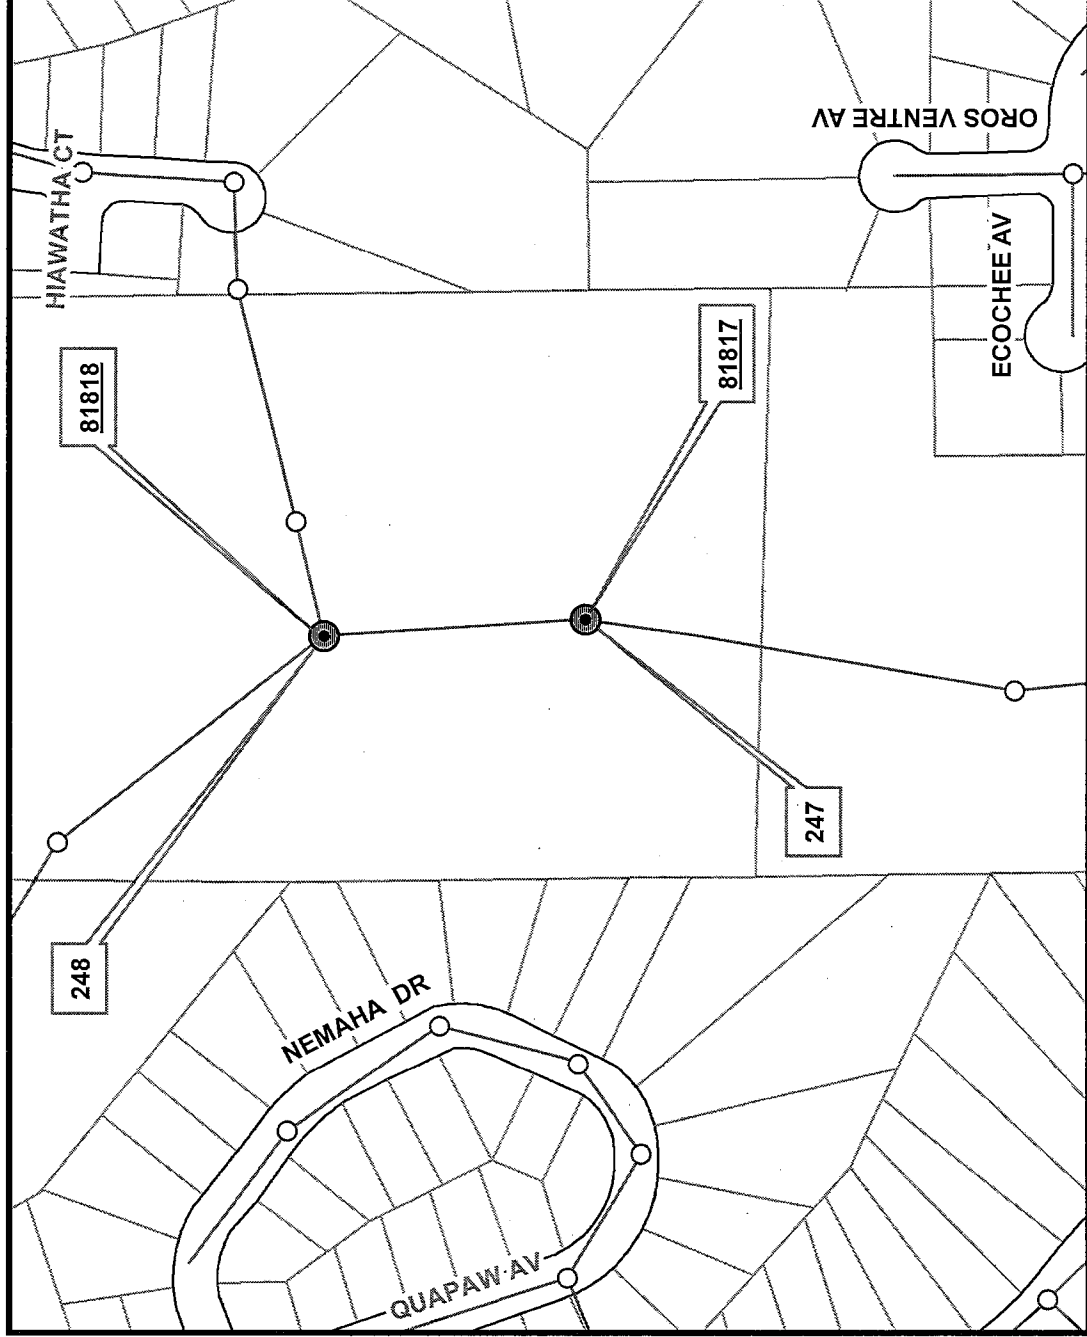 HIAWATHA CT
OROS VENTRE AV
ECOCHEE AV
81818
81817
248
247
NEMAHA DR
QUAPAW AV